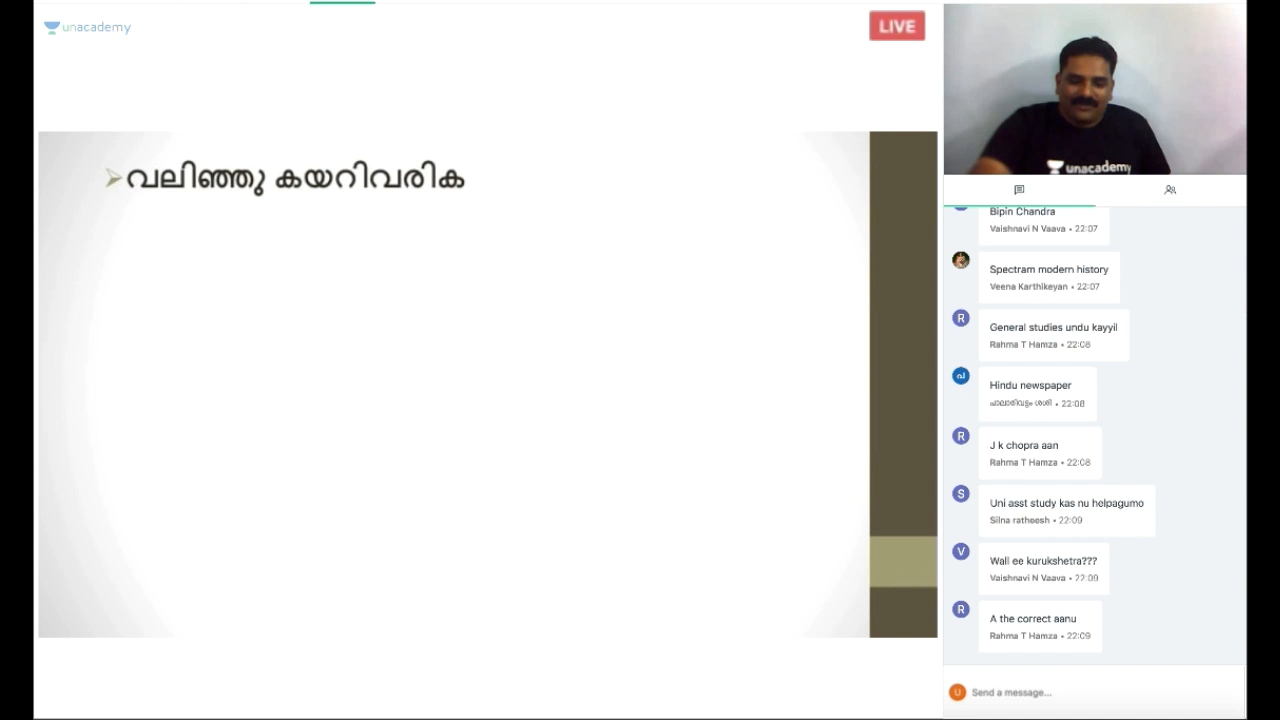 unacademy
LIVE
വലിഞ്ഞു കയറിവരിക
unacademy
Bipin Chandra
Vaishnavi N Vaava • 22:07
Spectram modern history
Veena Karthikeyan • 22:07
R
General studies undu kayyil
Rahma T Hamza • 22:08
പ
Hindu newspaper
പാലാരിവട്ടം ശശി • 22:08
R
J k chopra aan
Rahma T Hamza • 22:08
S
Uni asst study kas nu helpagumo
Silna ratheesh • 22:09
V
Wall ee kurukshetra???
Vaishnavi N Vaava • 22:09
R
A the correct aanu
Rahma T Hamza • 22:09
U
Send a message...